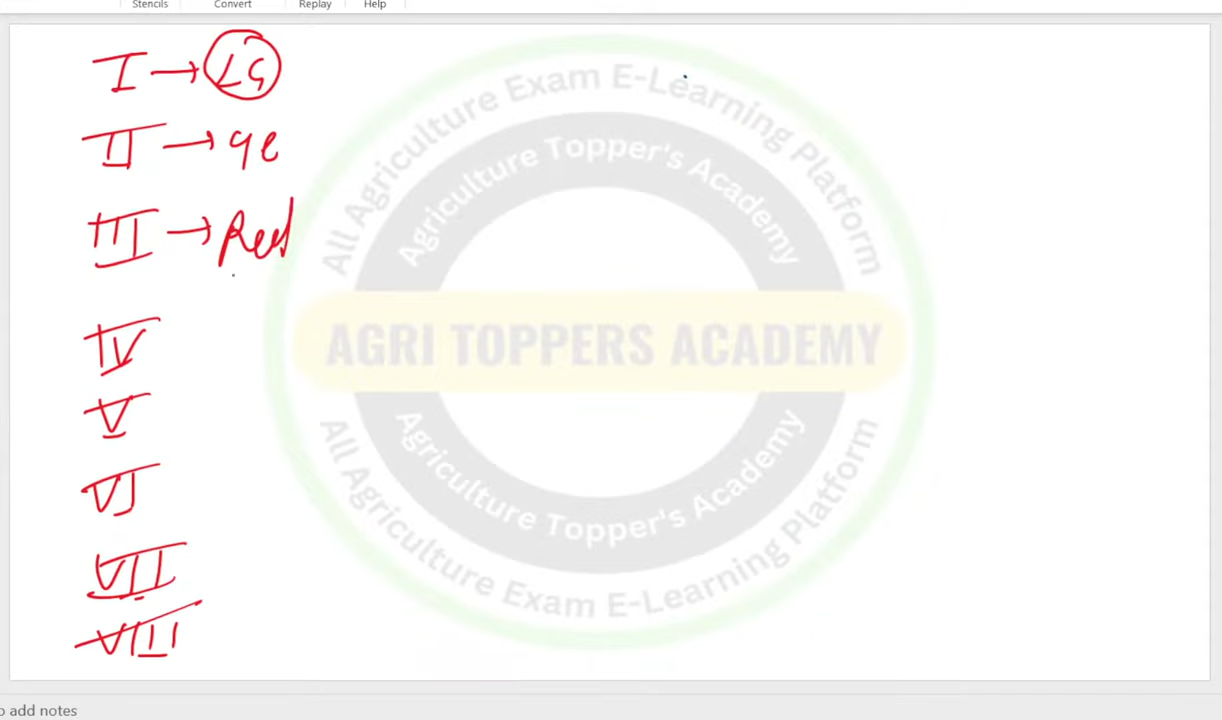 Stencils Convert Replay Help
I → LG
II → ye
III → Red
IV
V
VI
VII
VIII
All Agriculture Exam E-Learning Platform
Agriculture Topper's Academy
AGRI TOPPERS ACADEMY
Agriculture Topper's Academy
All Agriculture Exam E-Learning Platform
o add notes